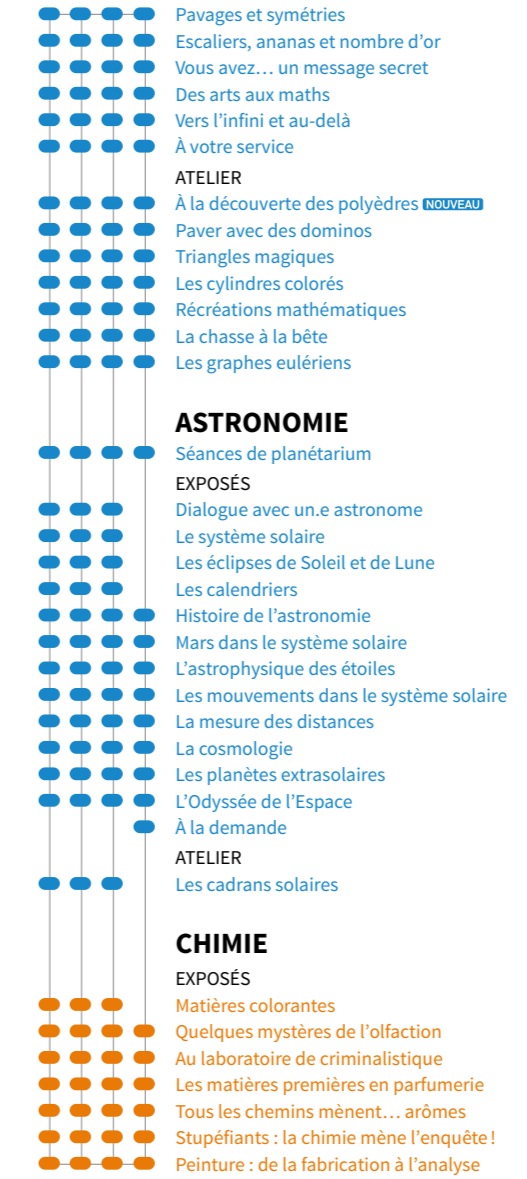 Pavages et symétries
Escaliers, ananas et nombre d’or
Vous avez… un message secret
Des arts aux maths
Vers l’infini et au-delà
À votre service
ATELIER
À la découverte des polyèdres NOUVEAU
Paver avec des dominos
Triangles magiques
Les cylindres colorés
Récréations mathématiques
La chasse à la bête
Les graphes eulériens
ASTRONOMIE
Séances de planétarium
EXPOSÉS
Dialogue avec un.e astronome
Le système solaire
Les éclipses de Soleil et de Lune
Les calendriers
Histoire de l’astronomie
Mars dans le système solaire
L’astrophysique des étoiles
Les mouvements dans le système solaire
La mesure des distances
La cosmologie
Les planètes extrasolaires
L’Odyssée de l’Espace
À la demande
ATELIER
Les cadrans solaires
CHIMIE
EXPOSÉS
Matières colorantes
Quelques mystères de l’olfaction
Au laboratoire de criminalistique
Les matières premières en parfumerie
Tous les chemins mènent… arômes
Stupéfiants : la chimie mène l’enquête !
Peinture : de la fabrication à l’analyse